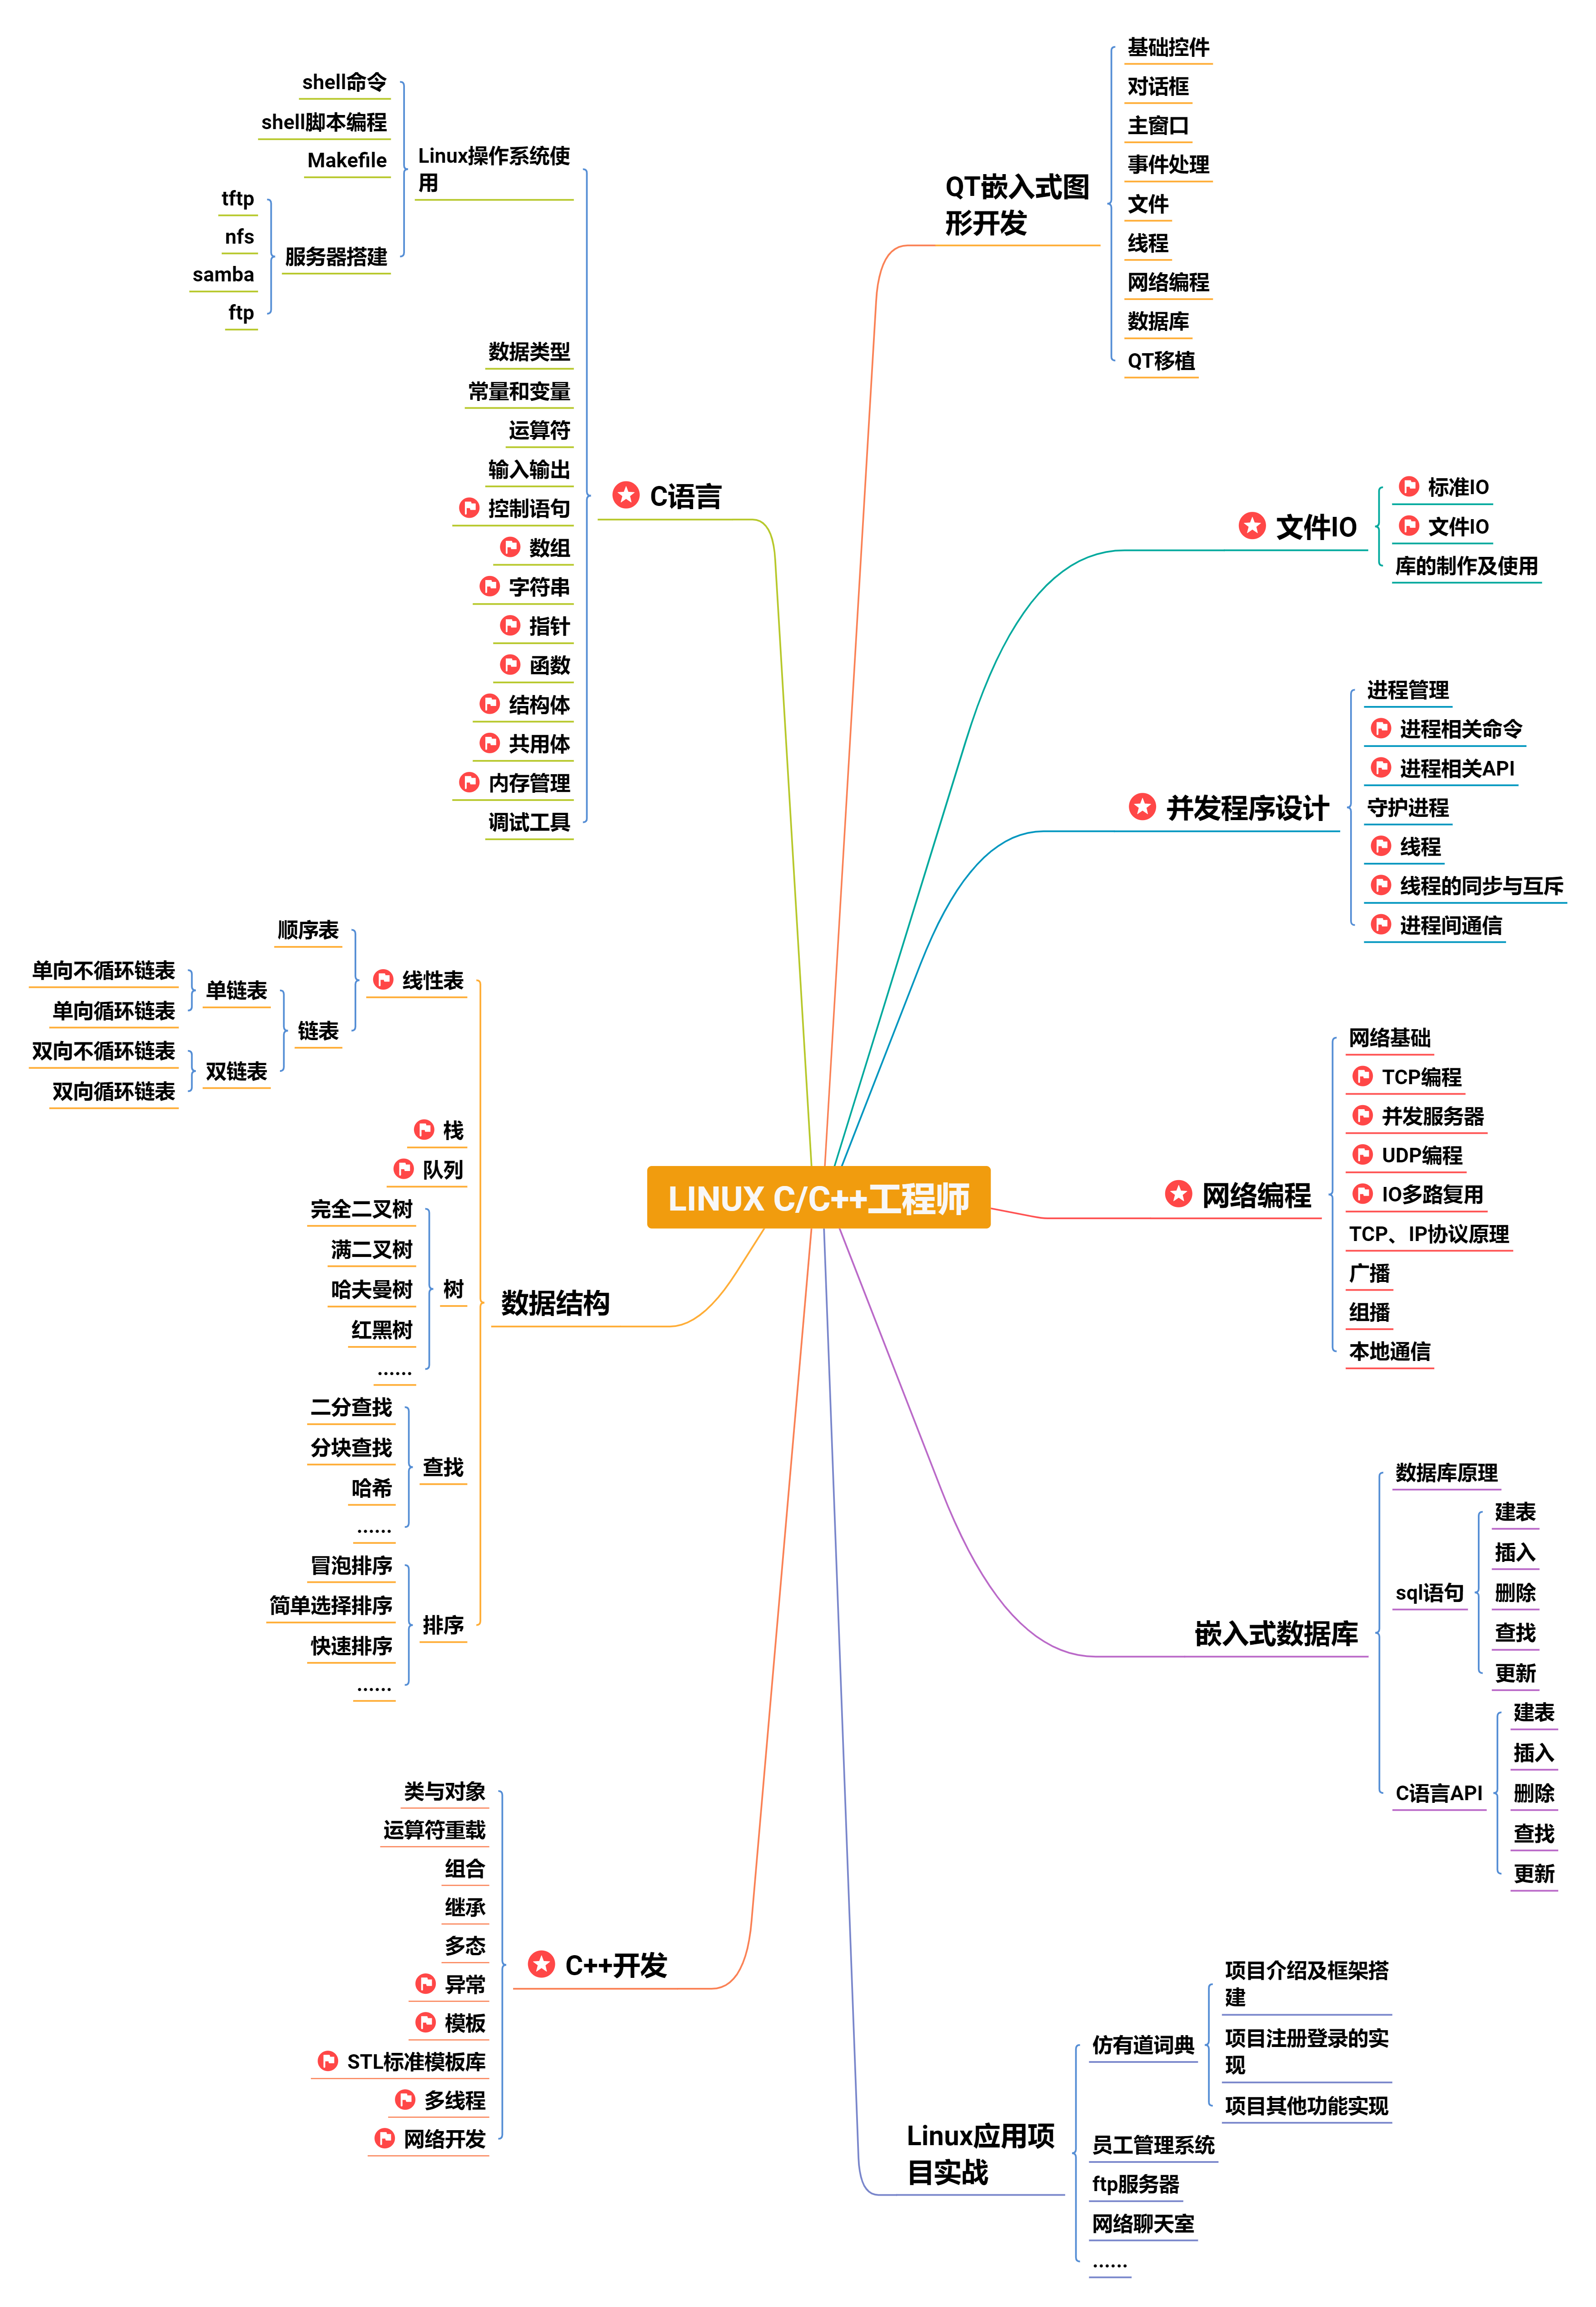 LINUX C/C++工程师
C语言
Linux操作系统使
用
shell命令
shell脚本编程
Makefile
服务器搭建
tftp
nfs
samba
ftp
数据类型
常量和变量
运算符
输入输出
控制语句
数组
字符串
指针
函数
结构体
共用体
内存管理
调试工具
数据结构
线性表
顺序表
链表
单链表
单向不循环链表
单向循环链表
双链表
双向不循环链表
双向循环链表
栈
队列
树
完全二叉树
满二叉树
哈夫曼树
红黑树
......
查找
二分查找
分块查找
哈希
......
排序
冒泡排序
简单选择排序
快速排序
......
C++开发
类与对象
运算符重载
组合
继承
多态
异常
模板
STL标准模板库
多线程
网络开发
QT嵌入式图
形开发
基础控件
对话框
主窗口
事件处理
文件
线程
网络编程
数据库
QT移植
文件IO
标准IO
文件IO
库的制作及使用
并发程序设计
进程管理
进程相关命令
进程相关API
守护进程
线程
线程的同步与互斥
进程间通信
网络编程
网络基础
TCP编程
并发服务器
UDP编程
IO多路复用
TCP、IP协议原理
广播
组播
本地通信
嵌入式数据库
数据库原理
sql语句
建表
插入
删除
查找
更新
C语言API
建表
插入
删除
查找
更新
Linux应用项
目实战
仿有道词典
项目介绍及框架搭
建
项目注册登录的实
现
项目其他功能实现
员工管理系统
ftp服务器
网络聊天室
......